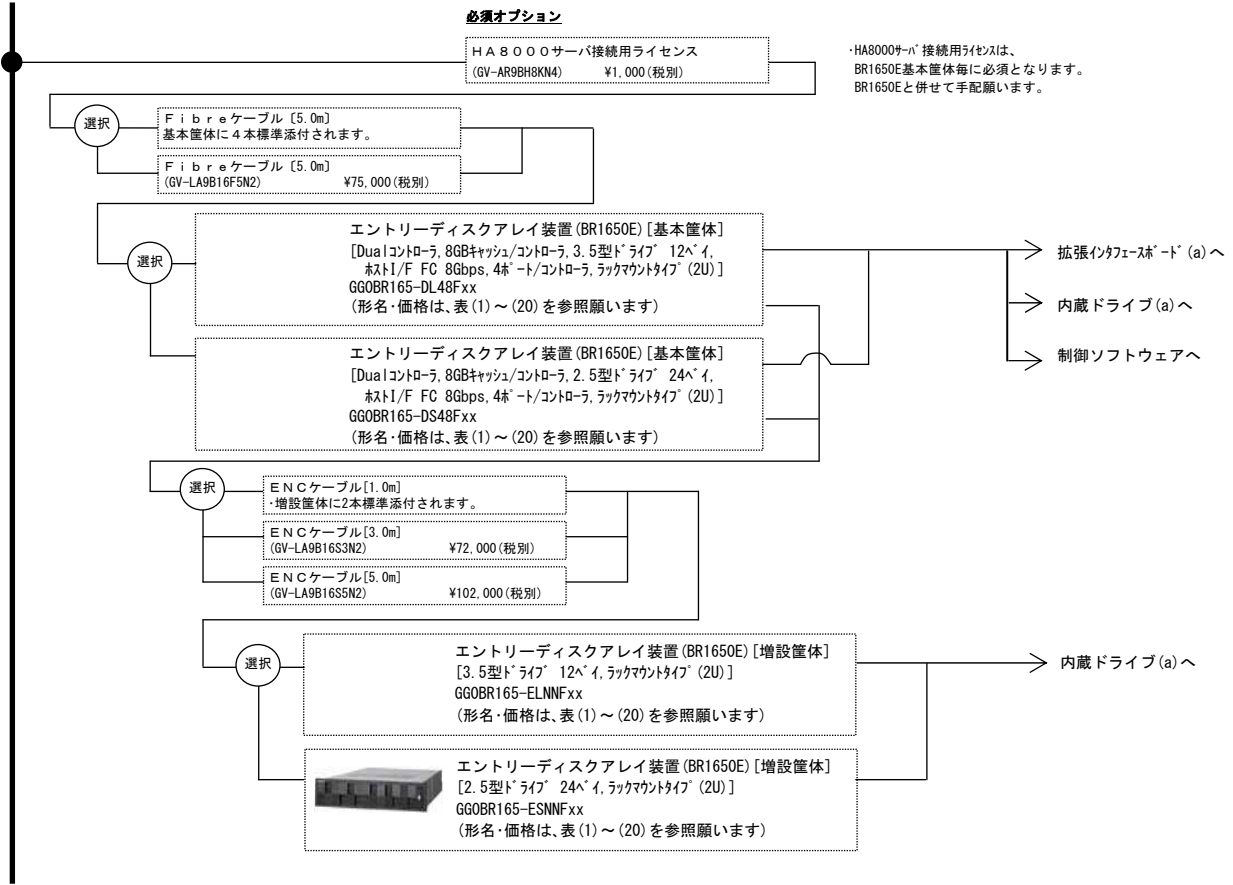 必須オプション
HA8000サーバ接続用ライセンス
(GV-AR9BH8KN4) ¥1,000(税別)
･HA8000ｻｰﾊﾞ接続用ﾗｲｾﾝｽは、
BR1650E基本筐体毎に必須となります。
BR1650Eと併せて手配願います。
選択
Ｆｉｂｒｅケーブル〔5.0m〕
基本筐体に４本標準添付されます。
Ｆｉｂｒｅケーブル〔5.0m〕
(GV-LA9B16F5N2) ¥75,000(税別)
選択
エントリーディスクアレイ装置(BR1650E)[基本筐体]
[Dualｺﾝﾄﾛｰﾗ,8GBｷｬｯｼｭ/ｺﾝﾄﾛｰﾗ,3.5型ﾄﾞﾗｲﾌﾞ 12ﾍﾞｲ,
ﾎｽﾄI/F FC 8Gbps,4ﾎﾟｰﾄ/ｺﾝﾄﾛｰﾗ,ﾗｯｸﾏｳﾝﾄﾀｲﾌﾟ(2U)]
GGOBR165-DL48Fxx
(形名･価格は､表(1)～(20)を参照願います)
拡張ｲﾝﾀﾌｪｰｽﾎﾞｰﾄﾞ(a)へ
内蔵ドライブ(a)へ
制御ソフトウェアへ
エントリーディスクアレイ装置(BR1650E)[基本筐体]
[Dualｺﾝﾄﾛｰﾗ,8GBｷｬｯｼｭ/ｺﾝﾄﾛｰﾗ,2.5型ﾄﾞﾗｲﾌﾞ 24ﾍﾞｲ,
ﾎｽﾄI/F FC 8Gbps,4ﾎﾟｰﾄ/ｺﾝﾄﾛｰﾗ,ﾗｯｸﾏｳﾝﾄﾀｲﾌﾟ(2U)]
GGOBR165-DS48Fxx
(形名･価格は､表(1)～(20)を参照願います)
選択
ＥＮＣケーブル[1.0m]
･増設筐体に2本標準添付されます。
ＥＮＣケーブル[3.0m]
(GV-LA9B16S3N2) ¥72,000(税別)
ＥＮＣケーブル[5.0m]
(GV-LA9B16S5N2) ¥102,000(税別)
選択
エントリーディスクアレイ装置(BR1650E)[増設筐体]
[3.5型ﾄﾞﾗｲﾌﾞ 12ﾍﾞｲ,ﾗｯｸﾏｳﾝﾄﾀｲﾌﾟ(2U)]
GGOBR165-ELNNFxx
(形名･価格は､表(1)～(20)を参照願います)
内蔵ドライブ(a)へ
エントリーディスクアレイ装置(BR1650E)[増設筐体]
[2.5型ﾄﾞﾗｲﾌﾞ 24ﾍﾞｲ,ﾗｯｸﾏｳﾝﾄﾀｲﾌﾟ(2U)]
GGOBR165-ESNNFxx
(形名･価格は､表(1)～(20)を参照願います)